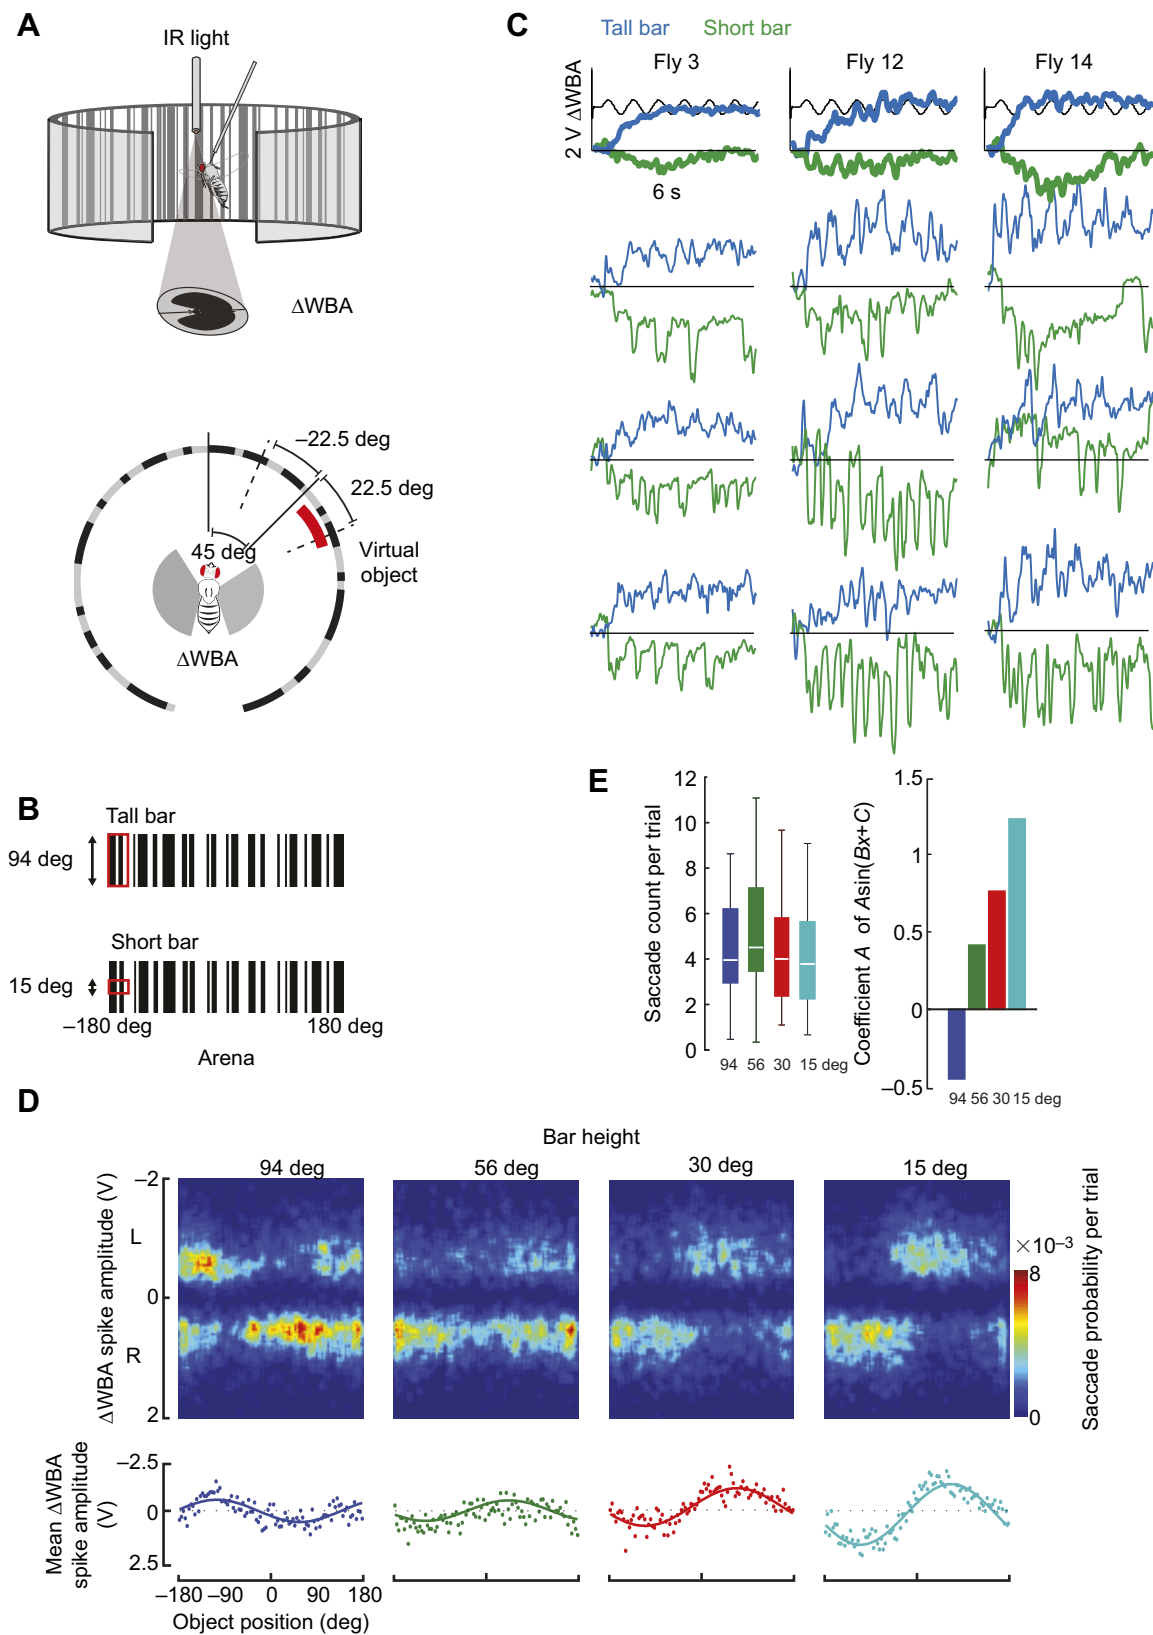 A
IR light
ΔWBA
–22.5 deg
22.5 deg
45 deg
Virtual
object
ΔWBA
B
Tall bar
94 deg
Short bar
15 deg
–180 deg
180 deg
Arena
C
Tall bar
Short bar
Fly 3
Fly 12
Fly 14
2 V ΔWBA
6 s
E
Saccade count per trial
12
10
8
6
4
2
0
94
56
30
15 deg
Coefficient A of Asin(Bx+C)
1.5
1
0.5
0
–0.5
94 56 30 15 deg
D
Bar height
94 deg
56 deg
30 deg
15 deg
ΔWBA spike amplitude (V)
–2
L
0
R
2
×10–3
8
0
Saccade probability per trial
Mean ΔWBA
spike amplitude
(V)
–2.5
0
2.5
–180 –90 0 90 180
Object position (deg)